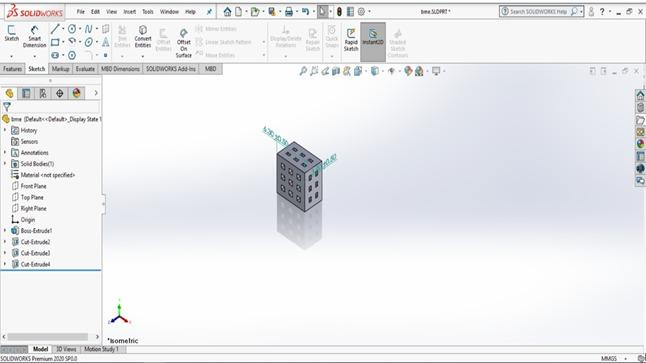 SOLIDWORKS File Edit View Insert Tools Window Help bme.SLDPRT * Search SOLIDWORKS Help
Sketch Smart Dimension Trim Entities Convert Entities Offset Entities Offset On Surface Mirror Entities Linear Sketch Pattern Move Entities Display/Delete Relations Repair Sketch Quick Snaps Rapid Sketch Instant2D Shaded Sketch Contours
Features Sketch Markup Evaluate MBD Dimensions SOLIDWORKS Add-Ins MBD
bme (Default<<Default>_Display State 1
History
Sensors
Annotations
Solid Bodies(1)
Material <not specified>
Front Plane
Top Plane
Right Plane
Origin
Boss-Extrude1
Cut-Extrude2
Cut-Extrude3
Cut-Extrude4
*Isometric
Model 3D Views Motion Study 1
SOLIDWORKS Premium 2020 SP0.0 MMGS